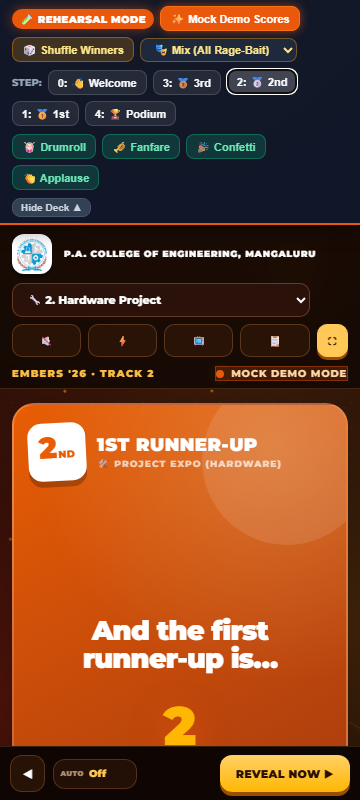 🧪 REHEARSAL MODE
✨ Mock Demo Scores
🎲 Shuffle Winners
🎭 Mix (All Rage-Bait)
STEP: 0: 👋 Welcome 3: 🥉 3rd 2: 🥈 2nd
1: 🥇 1st 4: 🏆 Podium
🥁 Drumroll 🎺 Fanfare 🎉 Confetti
👏 Applause
Hide Deck ▲
P.A. COLLEGE OF ENGINEERING, MANGALURU
🔧 2. Hardware Project
EMBERS '26 · TRACK 2
MOCK DEMO MODE
2ND
1ST RUNNER-UP
🛠 PROJECT EXPO (HARDWARE)
And the first
runner-up is...
2
◀ AUTO Off REVEAL NOW ▶